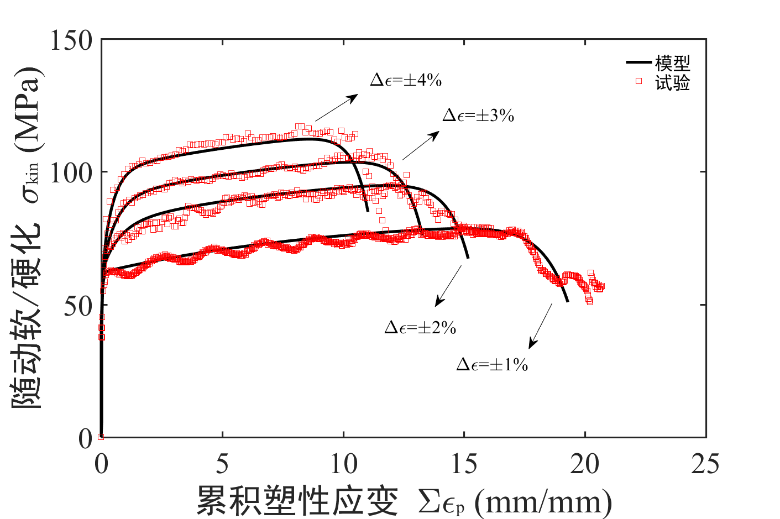 150
100
50
0
随动软/硬化 σkin (MPa)
模型
试验
Δϵ=±4%
Δϵ=±3%
Δϵ=±2%
Δϵ=±1%
0 5 10 15 20 25
累积塑性应变 Σϵp (mm/mm)